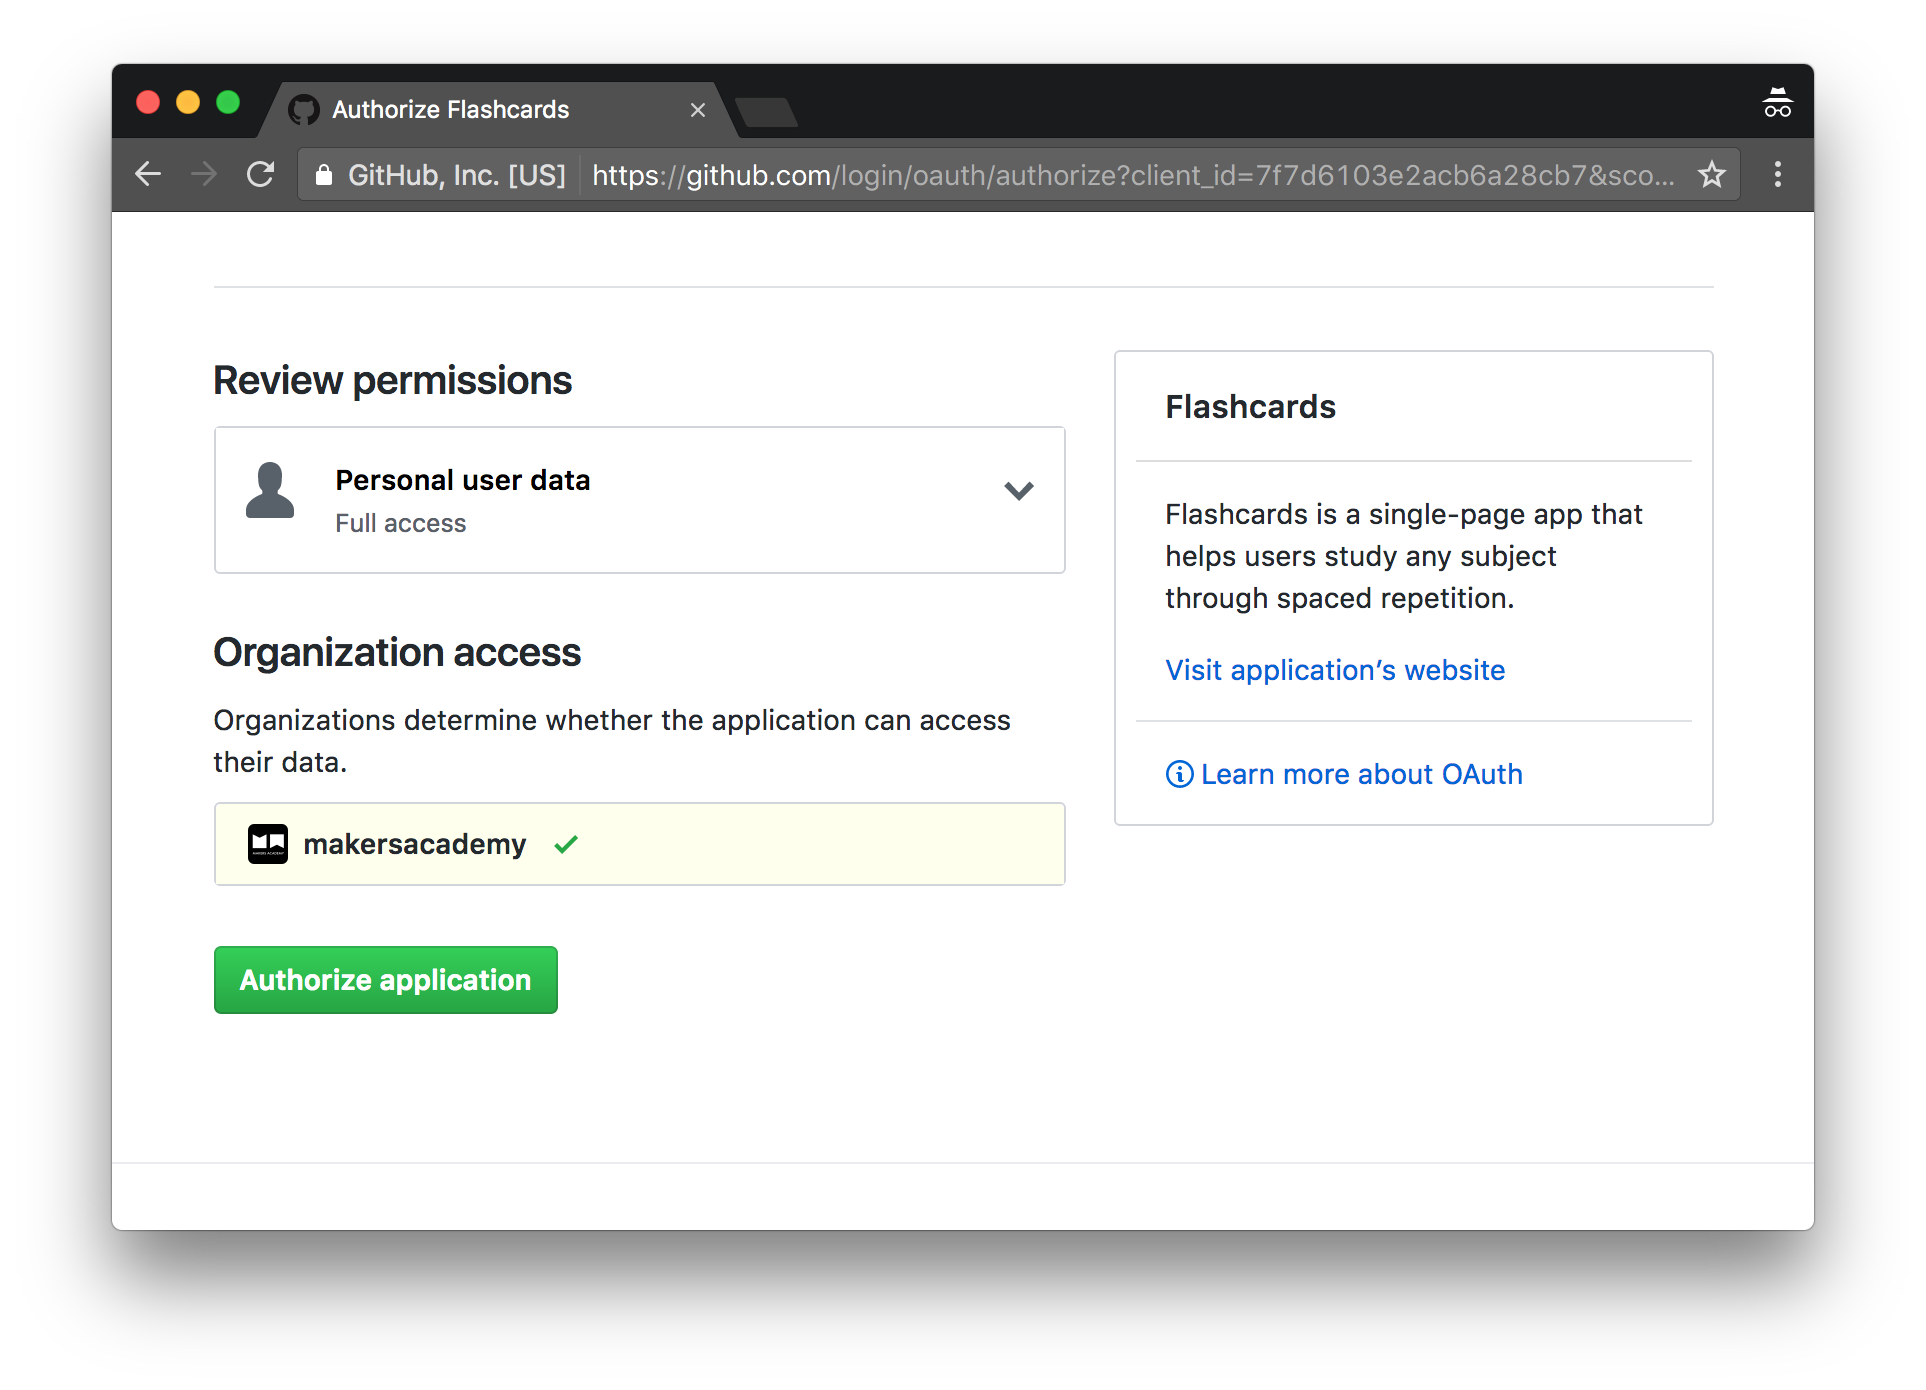 Authorize Flashcards
GitHub, Inc. [US]
https://github.com/login/oauth/authorize?client_id=7f7d6103e2acb6a28cb7&sco...
Review permissions
Personal user data
Full access
Organization access
Organizations determine whether the application can access
their data.
makersacademy
Authorize application
Flashcards
Flashcards is a single-page app that
helps users study any subject
through spaced repetition.
Visit application’s website
Learn more about OAuth